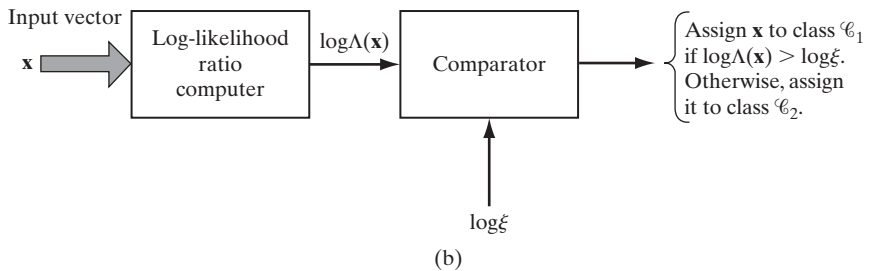 Input vector
x
Log-likelihood
ratio
computer
logΛ(x)
Comparator
Assign x to class 𝒞₁
if logΛ(x) > logξ.
Otherwise, assign
it to class 𝒞₂.
logξ
(b)